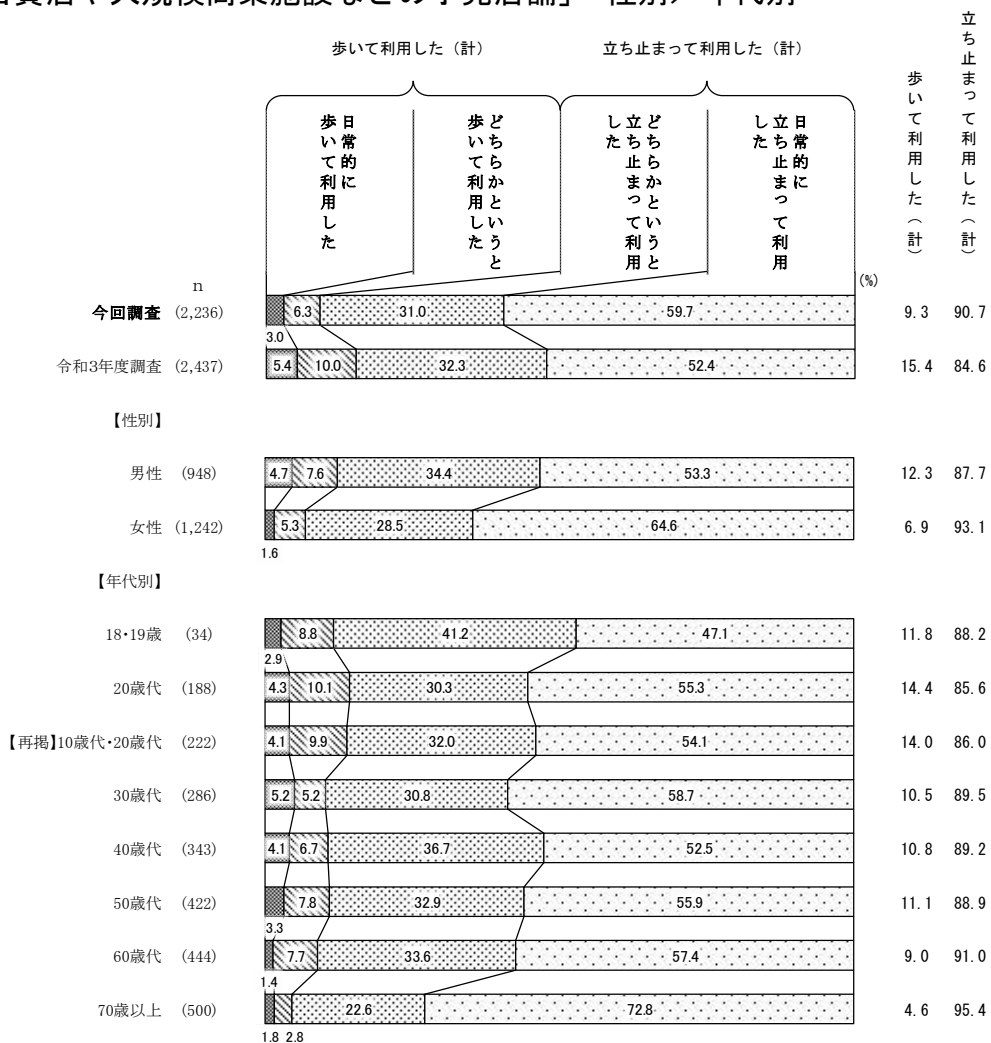 百貨店や大規模商業施設などの小売店舗」 性別／年代別
歩いて利用した（計）
立ち止まって利用した（計）
日常的に歩いて利用した
どちらかというと歩いて利用した
どちらかというと立ち止まって利用した
日常的に立ち止まって利用した
歩いて利用した（計）
立ち止まって利用した（計）
n
(%)
今回調査 (2,236) 3.0 6.3 31.0 59.7 9.3 90.7
令和3年度調査 (2,437) 5.4 10.0 32.3 52.4 15.4 84.6
【性別】
男性 (948) 4.7 7.6 34.4 53.3 12.3 87.7
女性 (1,242) 1.6 5.3 28.5 64.6 6.9 93.1
【年代別】
18・19歳 (34) 2.9 8.8 41.2 47.1 11.8 88.2
20歳代 (188) 4.3 10.1 30.3 55.3 14.4 85.6
【再掲】10歳代・20歳代 (222) 4.1 9.9 32.0 54.1 14.0 86.0
30歳代 (286) 5.2 5.2 30.8 58.7 10.5 89.5
40歳代 (343) 4.1 6.7 36.7 52.5 10.8 89.2
50歳代 (422) 3.3 7.8 32.9 55.9 11.1 88.9
60歳代 (444) 1.4 7.7 33.6 57.4 9.0 91.0
70歳以上 (500) 1.8 2.8 22.6 72.8 4.6 95.4